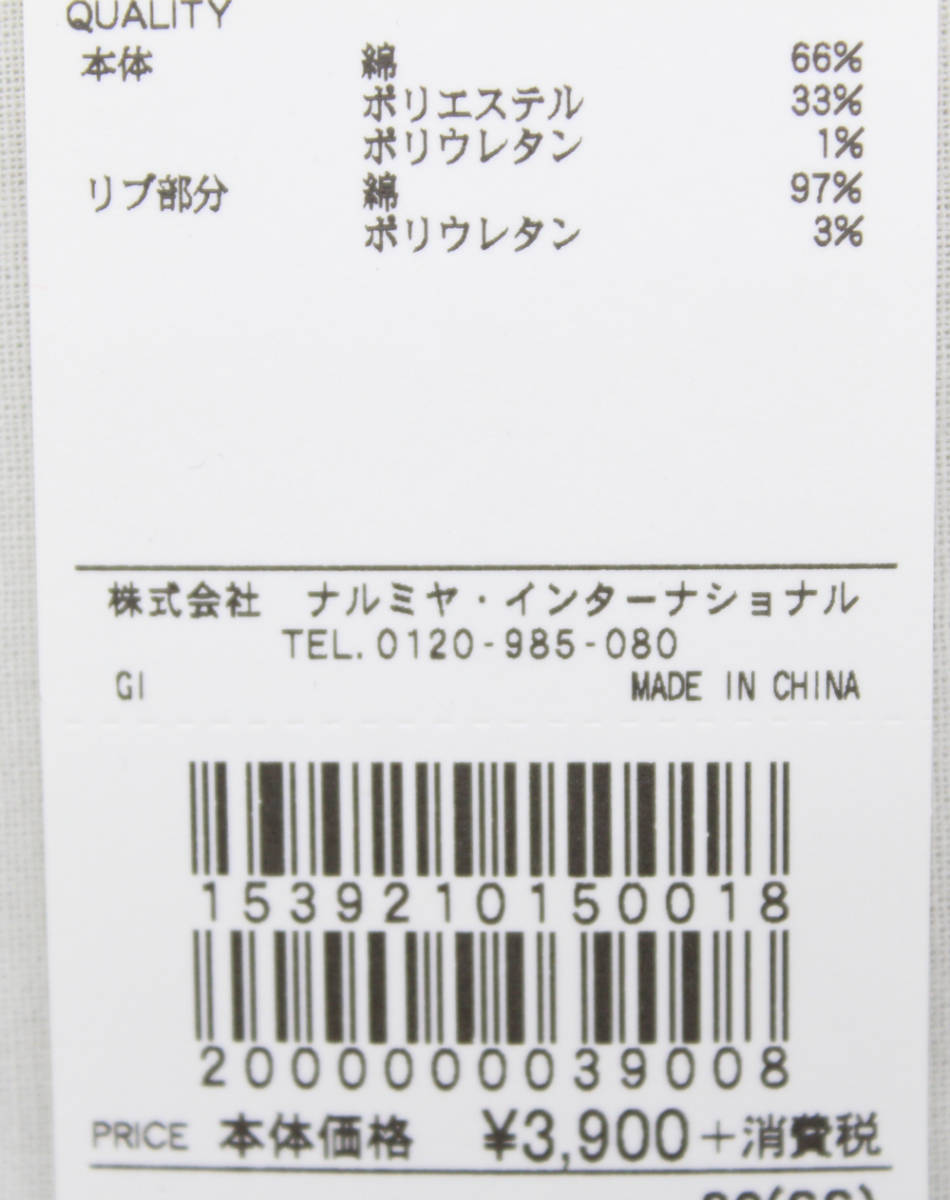 QUALITY
本体 綿 66%
ポリエステル 33%
ポリウレタン 1%
リブ部分 綿 97%
ポリウレタン 3%
株式会社 ナルミヤ・インターナショナル
TEL.0120-985-080
GI MADE IN CHINA
1539210150018
2000000039008
PRICE 本体価格 ¥3,900+消費税